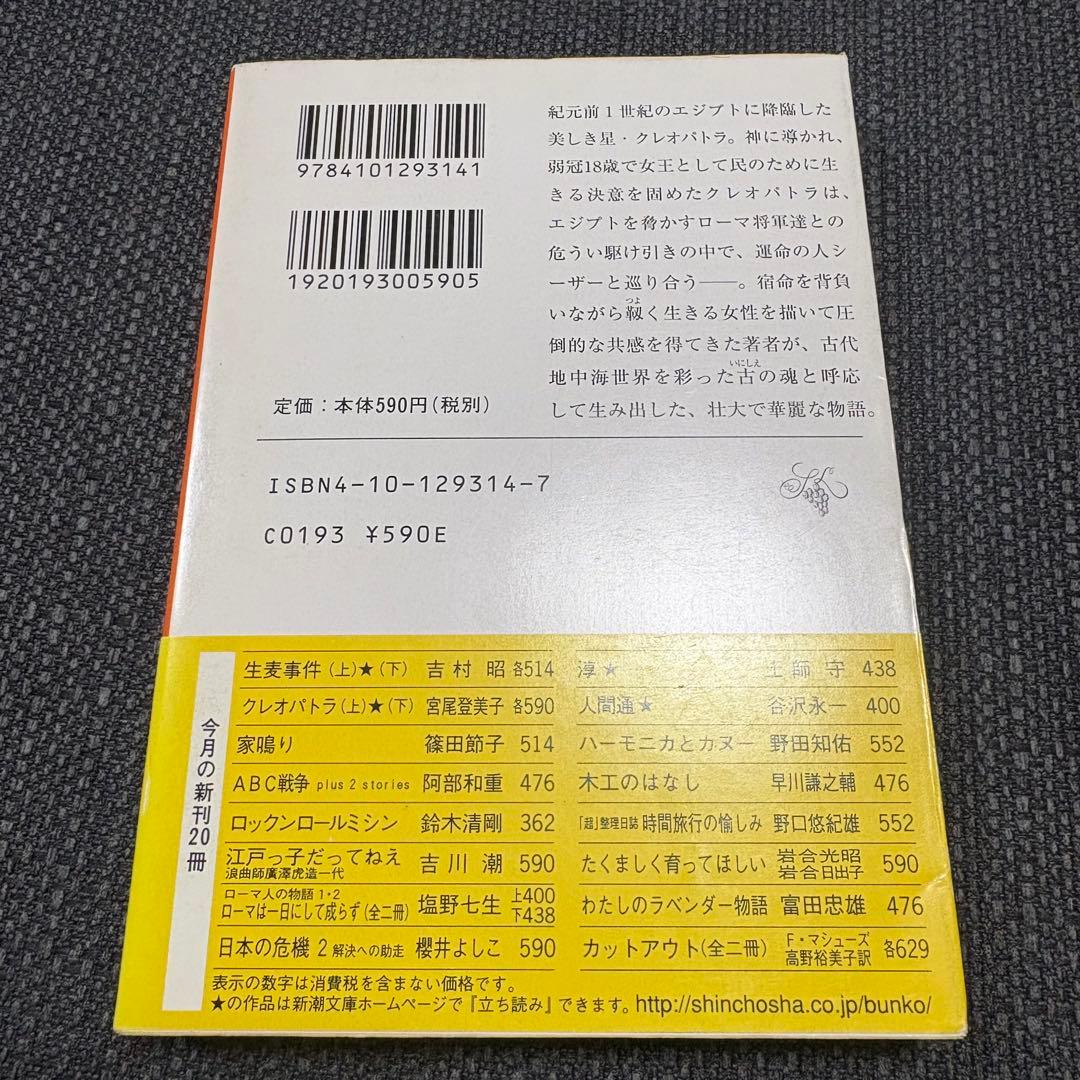 9784101293141
1920193005905
定価:本体590円(税別)
紀元前1世紀のエジプトに降臨した
美しき星・クレオパトラ。神に導かれ、
弱冠18歳で女王として民のために生
きる決意を固めたクレオパトラは、
エジプトを脅かすローマ将軍達との
危うい駆け引きの中で、運命の人シ
ーザーと巡り合う――。宿命を背負
いながら靱く生きる女性を描いて圧
つよ
倒的な共感を得てきた著者が、古代
地中海世界を彩った古の魂と呼応
いにしえ
して生み出した、壮大で華麗な物語。
ISBN4-10-129314-7
C0193 ¥590E
今月の新刊20冊
生麦事件(上)★(下) 吉村 昭 各514
クレオパトラ(上)★(下) 宮尾登美子 各590
家鳴り 篠田節子 514
ABC戦争 plus 2 stories 阿部和重 476
ロックンロールミシン 鈴木清剛 362
江戸っ子だってねえ 吉川 潮 590
浪曲師廣澤虎造一代
ローマ人の物語 1・2
ローマは一日にして成らず(全二冊) 塩野七生 上400 下438
日本の危機 2 解決への助走 櫻井よしこ 590
淳★ 土師 守 438
人間通★ 谷沢永一 400
ハーモニカとカヌー 野田知佑 552
木工のはなし 早川謙之輔 476
「超」整理日誌 時間旅行の愉しみ 野口悠紀雄 552
たくましく育ってほしい 岩合光昭 岩合日出子 590
わたしのラベンダー物語 富田忠雄 476
カットアウト(全二冊) F・マシューズ 高野裕美子訳 各629
表示の数字は消費税を含まない価格です。
★の作品は新潮文庫ホームページで『立ち読み』できます。http://shinchosha.co.jp/bunko/